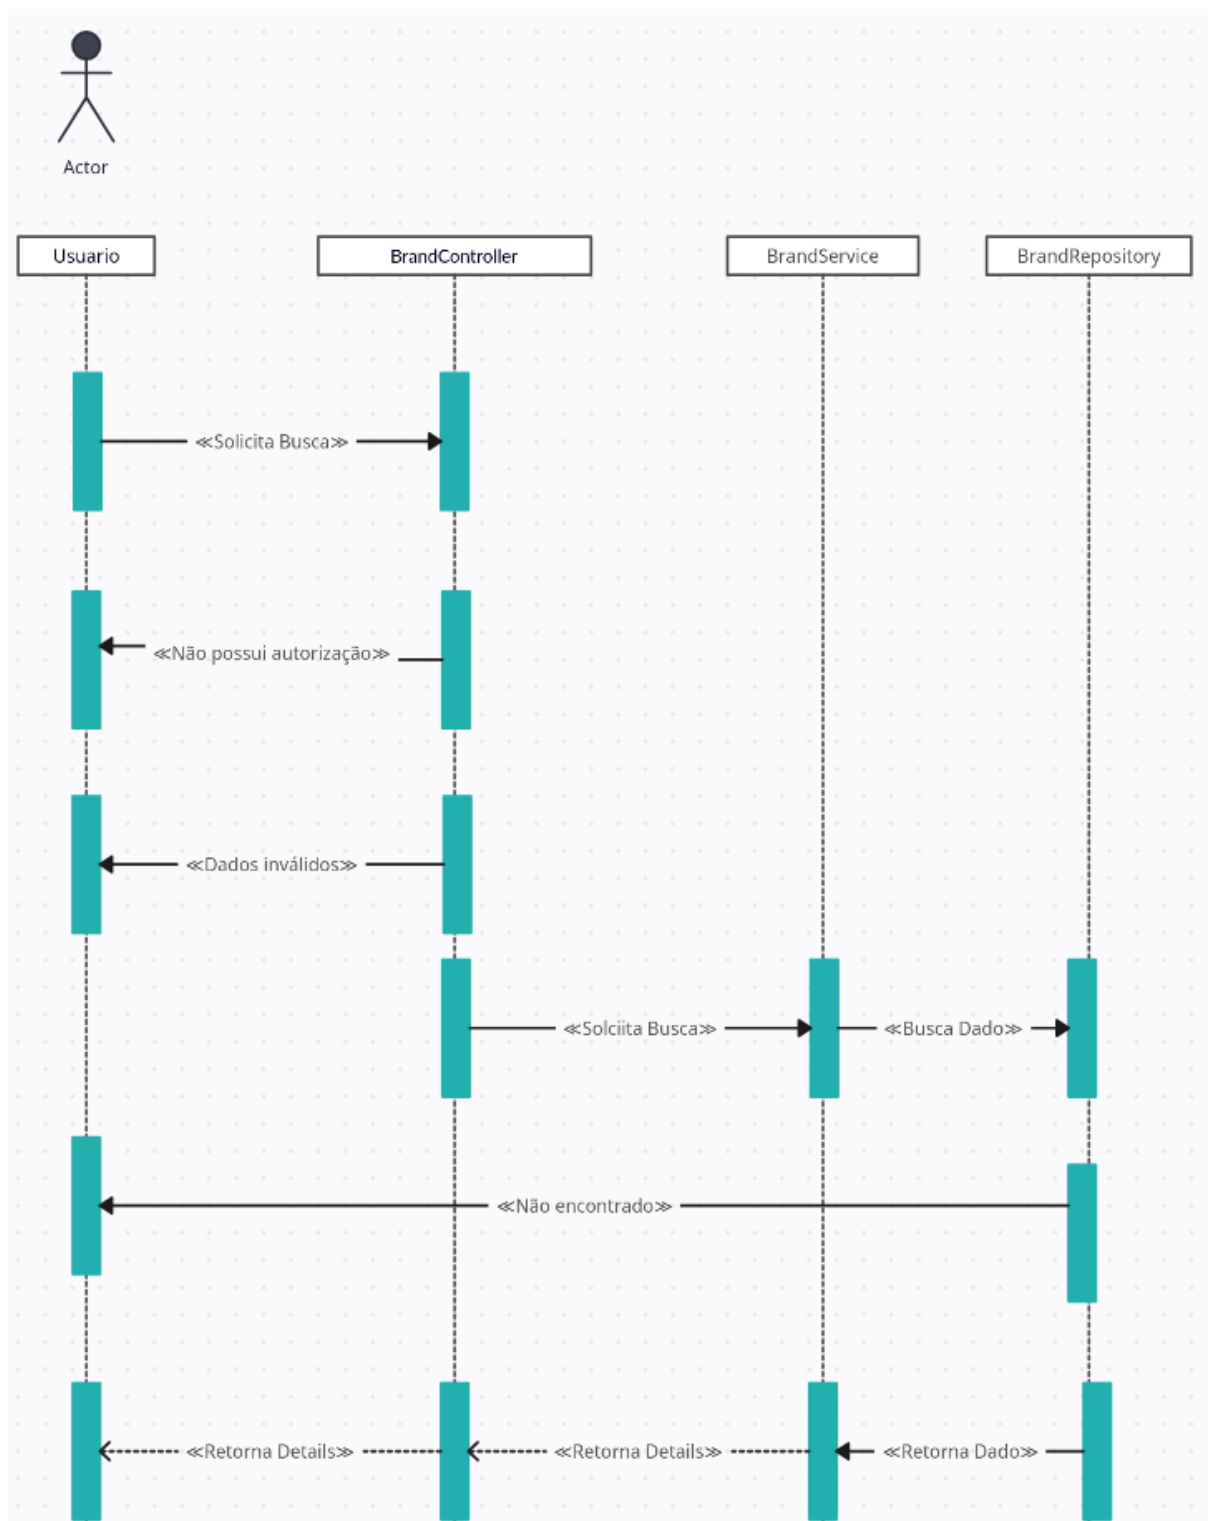 Actor
Usuario
BrandController
BrandService
BrandRepository
≪Solicita Busca≫
≪Não possui autorização≫
≪Dados inválidos≫
≪Solciita Busca≫
≪Busca Dado≫
≪Não encontrado≫
≪Retorna Details≫
≪Retorna Details≫
≪Retorna Dado≫